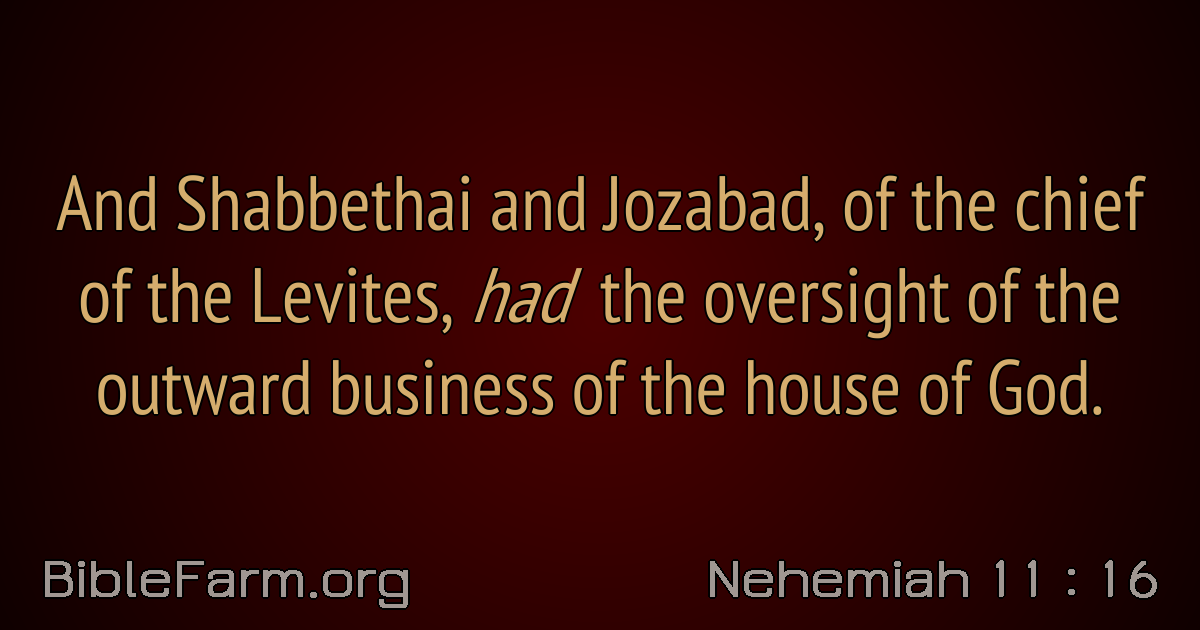 And Shabbethai and Jozabad, of the chief
of the Levites, had the oversight of the
outward business of the house of God.
BibleFarm.org
Nehemiah 11 : 16